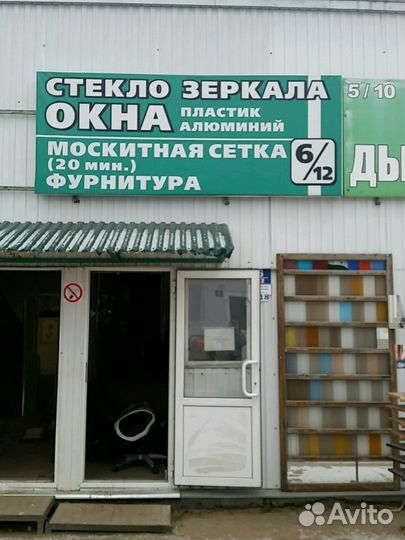 СТЕКЛО ЗЕРКАЛА
ОКНА ПЛАСТИК
АЛЮМИНИЙ
МОСКИТНАЯ СЕТКА
(20 мин.)
ФУРНИТУРА
6/12
5/10
ДЫ
Avito